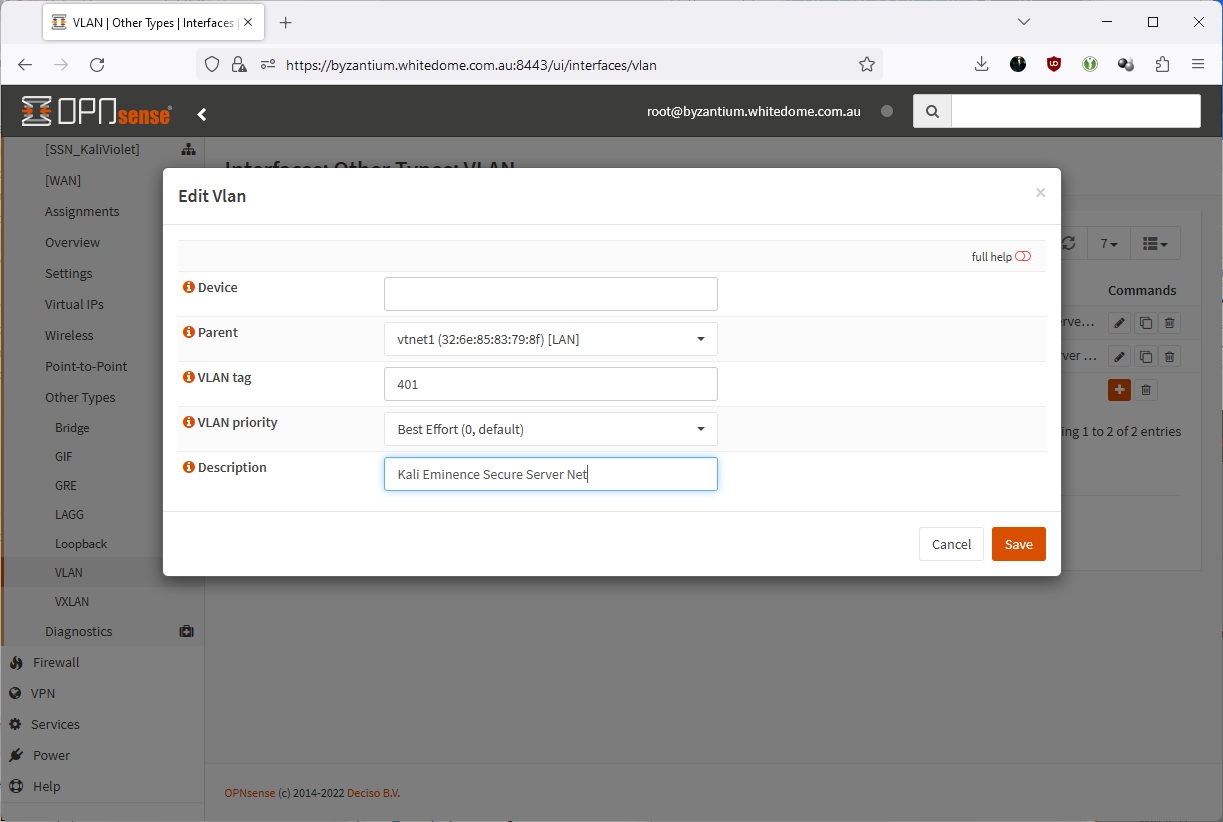 VLAN | Other Types | Interfaces |
https://byzantium.whitedome.com.au:8443/ui/interfaces/vlan
OPNsense
root@byzantium.whitedome.com.au
[SSN_KaliViolet]
[WAN]
Assignments
Overview
Settings
Virtual IPs
Wireless
Point-to-Point
Other Types
Bridge
GIF
GRE
LAGG
Loopback
VLAN
VXLAN
Diagnostics
Firewall
VPN
Services
Power
Help
Interfaces: Other Types: VLAN
7
Commands
erve...
erver ...
ing 1 to 2 of 2 entries
Edit Vlan
×
full help
Device
Parent
vtnet1 (32:6e:85:83:79:8f) [LAN]
VLAN tag
401
VLAN priority
Best Effort (0, default)
Description
Kali Eminence Secure Server Net
Cancel
Save
OPNsense (c) 2014-2022 Deciso B.V.